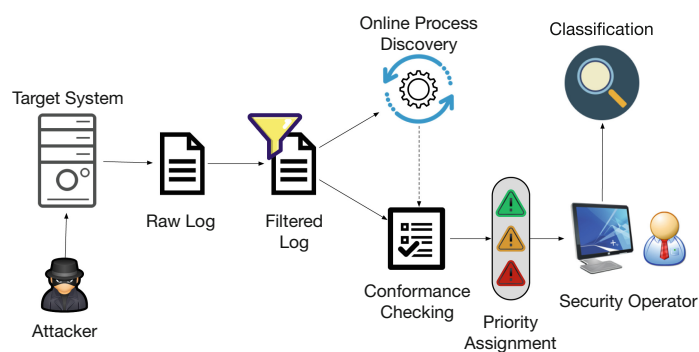 Online Process
Discovery
Classification
Target System
Raw Log
Filtered
Log
Attacker
Conformance
Checking
Priority
Assignment
Security Operator